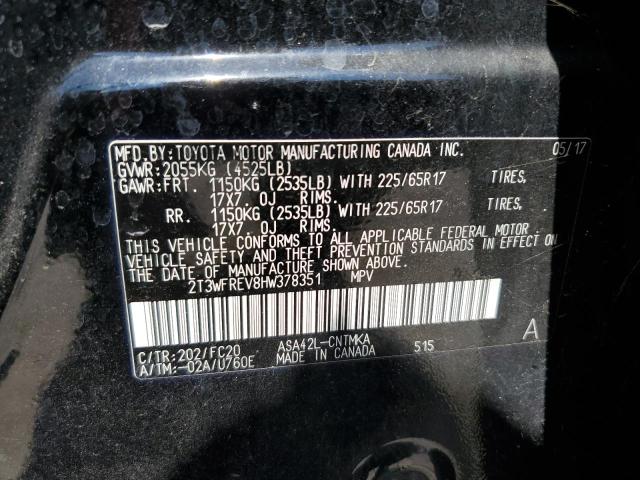 MFD.BY:TOYOTA MOTOR MANUFACTURING CANADA INC. 05/17
GVWR:2055KG (4525LB)
GAWR:FRT. 1150KG (2535LB) WITH 225/65R17 TIRES,
17X7.0J RIMS.
RR. 1150KG (2535LB) WITH 225/65R17 TIRES,
17X7.0J RIMS.
THIS VEHICLE CONFORMS TO ALL APPLICABLE FEDERAL MOTOR
VEHICLE SAFETY AND THEFT PREVENTION STANDARDS IN EFFECT ON
THE DATE OF MANUFACTURE SHOWN ABOVE.
2T3WFREV8HW378351 MPV
C/TR:202/FC20 ASA42L-CNTMKA 515 A
A/TM:-02A/U760E MADE IN CANADA